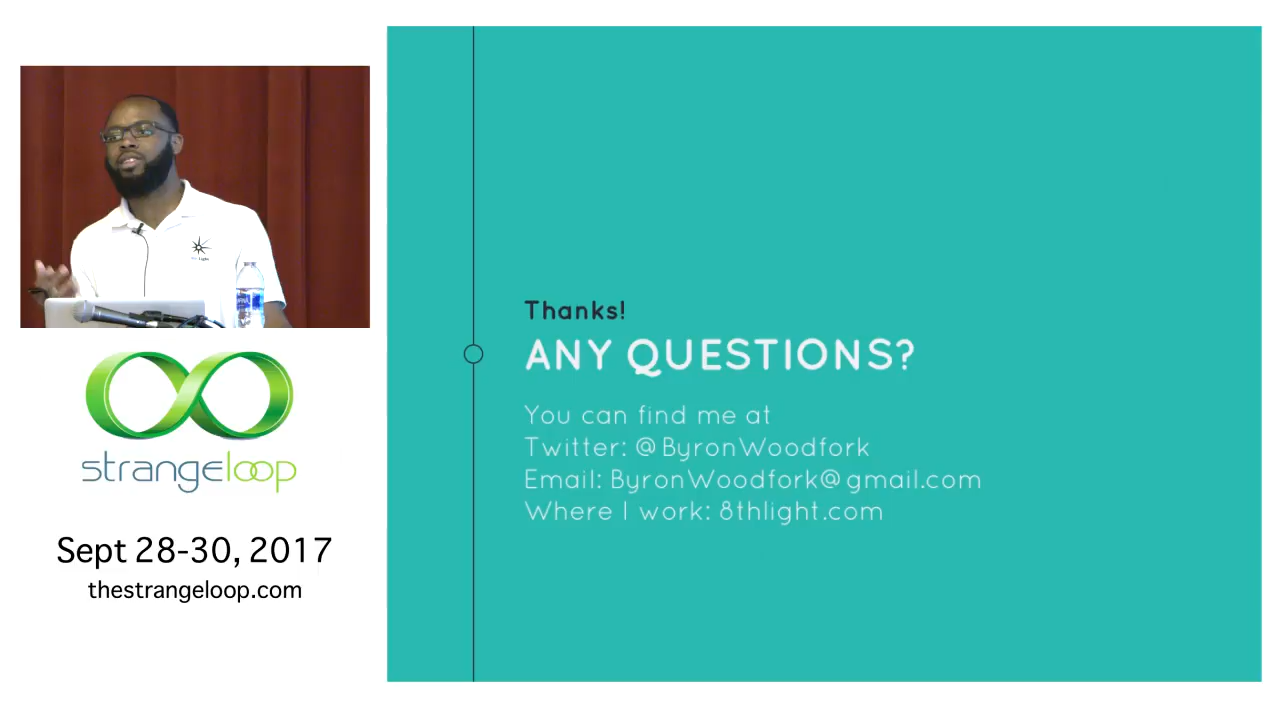 strangeloop
Sept 28-30, 2017
thestrangeloop.com
Thanks!
ANY QUESTIONS?
You can find me at
Twitter: @ByronWoodfork
Email: ByronWoodfork@gmail.com
Where I work: 8thlight.com